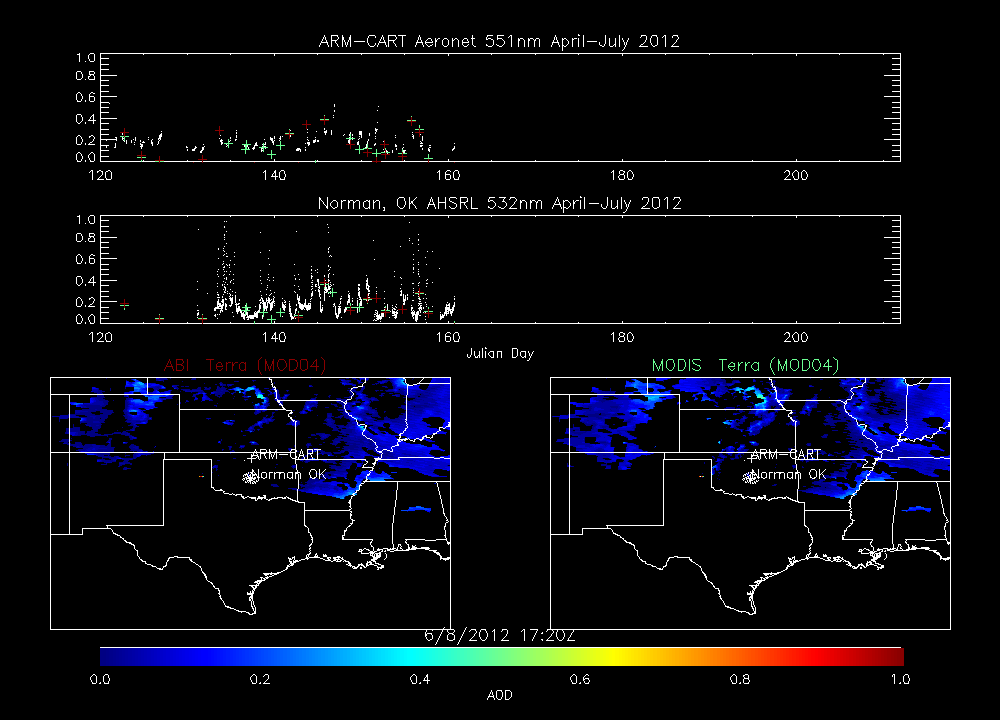 ARM-CART Aeronet 551nm April-July 2012
1.0
0.8
0.6
0.4
0.2
0.0
120 140 160 180 200
Norman, OK AHSRL 532nm April-July 2012
1.0
0.8
0.6
0.4
0.2
0.0
120 140 160 180 200
Julian Day
ABI Terra (MOD04) MODIS Terra (MOD04)
ARM-CART ARM-CART
Norman OK Norman OK
6/8/2012 17:20Z
0.0 0.2 0.4 0.6 0.8 1.0
AOD